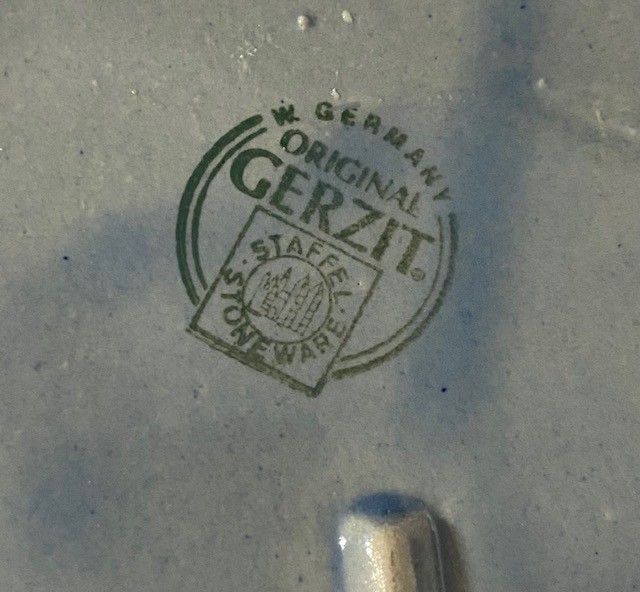 W. GERMANY
ORIGINAL
GERZIT®
STAFFEL
STONEWARE